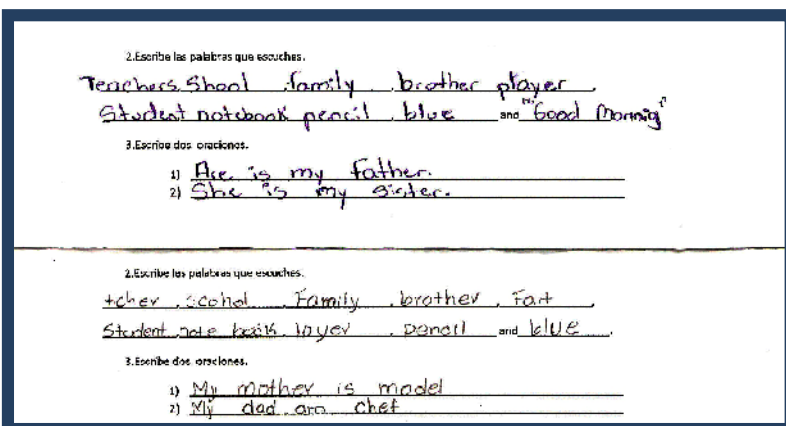 2.Escribe las palabras que escuches.
Teachers, Shool, family, brother player,
Student notebook pencil, blue and "Good Mornnig"
3.Escribe dos oraciones.
1) Hee is my father.
2) She is my sister.
2.Escribe las palabras que escuches.
tcher, scohol, Family, brother, Fart,
Student note book layer, pencil and blue.
3.Escribe dos oraciones.
1) My mother is model
2) My dad are chef